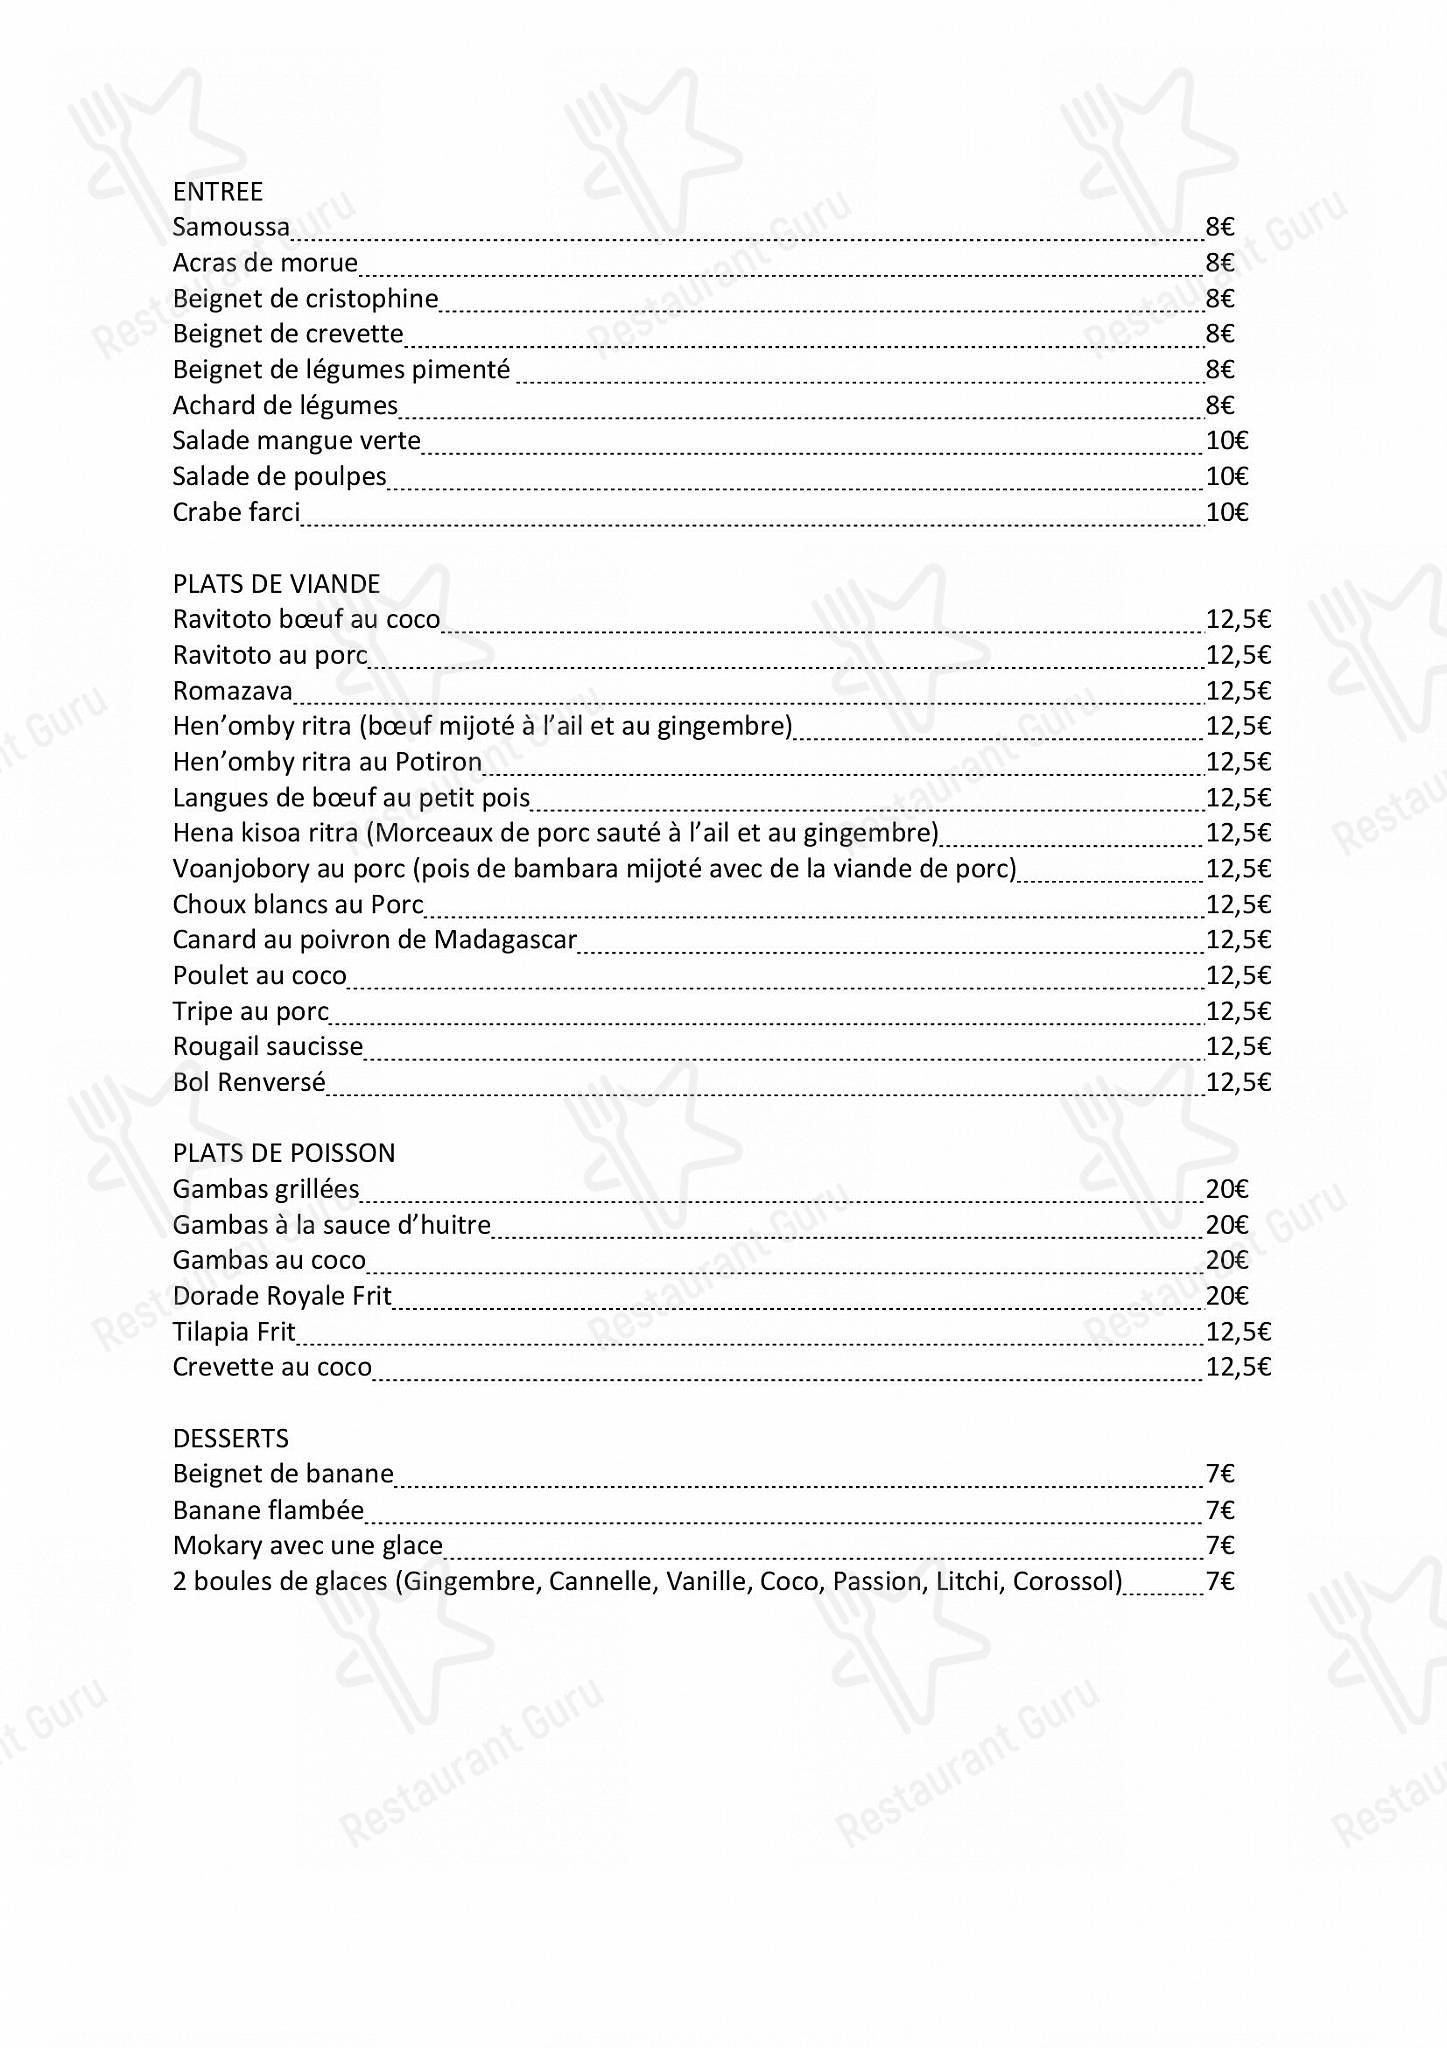 ENTREE
Samoussa 8€
Acras de morue 8€
Beignet de cristophine 8€
Beignet de crevette 8€
Beignet de légumes pimenté 8€
Achard de légumes 8€
Salade mangue verte 10€
Salade de poulpes 10€
Crabe farci 10€
PLATS DE VIANDE
Ravitoto bœuf au coco 12,5€
Ravitoto au porc 12,5€
Romazava 12,5€
Hen’omby ritra (bœuf mijoté à l’ail et au gingembre) 12,5€
Hen’omby ritra au Potiron 12,5€
Langues de bœuf au petit pois 12,5€
Hena kisoa ritra (Morceaux de porc sauté à l’ail et au gingembre) 12,5€
Voanjobory au porc (pois de bambara mijoté avec de la viande de porc) 12,5€
Choux blancs au Porc 12,5€
Canard au poivron de Madagascar 12,5€
Poulet au coco 12,5€
Tripe au porc 12,5€
Rougail saucisse 12,5€
Bol Renversé 12,5€
PLATS DE POISSON
Gambas grillées 20€
Gambas à la sauce d’huitre 20€
Gambas au coco 20€
Dorade Royale Frit 20€
Tilapia Frit 12,5€
Crevette au coco 12,5€
DESSERTS
Beignet de banane 7€
Banane flambée 7€
Mokary avec une glace 7€
2 boules de glaces (Gingembre, Cannelle, Vanille, Coco, Passion, Litchi, Corossol) 7€
Restaurant Guru